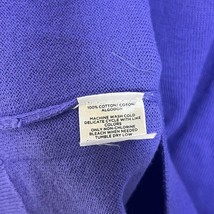 100% COTTON/ COTON/
ALGODON
MACHINE WASH COLD
DELICATE CYCLE WITH LIKE
COLORS
ONLY NON-CHLORINE
BLEACH WHEN NEEDED
TUMBLE DRY LOW